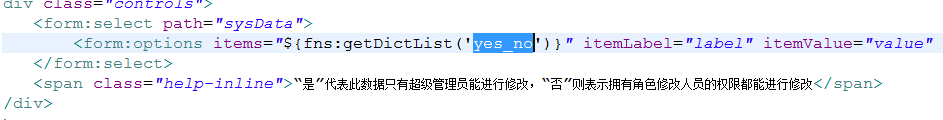 div class="controls">
<form:select path="sysData">
<form:options items="${fns:getDictList('yes_no')}" itemLabel="label" itemValue="value"
</form:select>
<span class="help-inline">“是”代表此数据只有超级管理员能进行修改，“否”则表示拥有角色修改人员的权限都能进行修改</span>
/div>